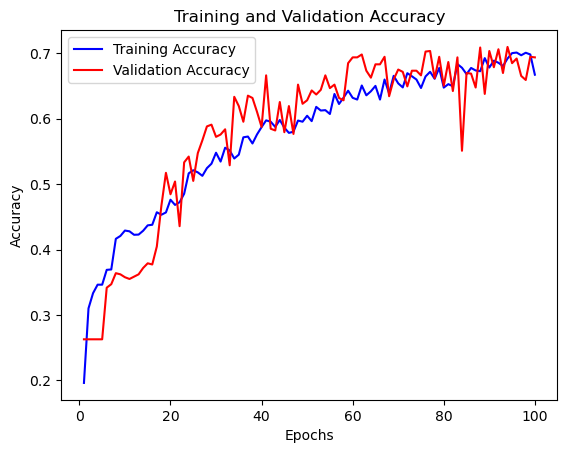 Training and Validation Accuracy
Training Accuracy
Validation Accuracy
0.7
0.6
0.5
0.4
0.3
0.2
Accuracy
0 20 40 60 80 100
Epochs